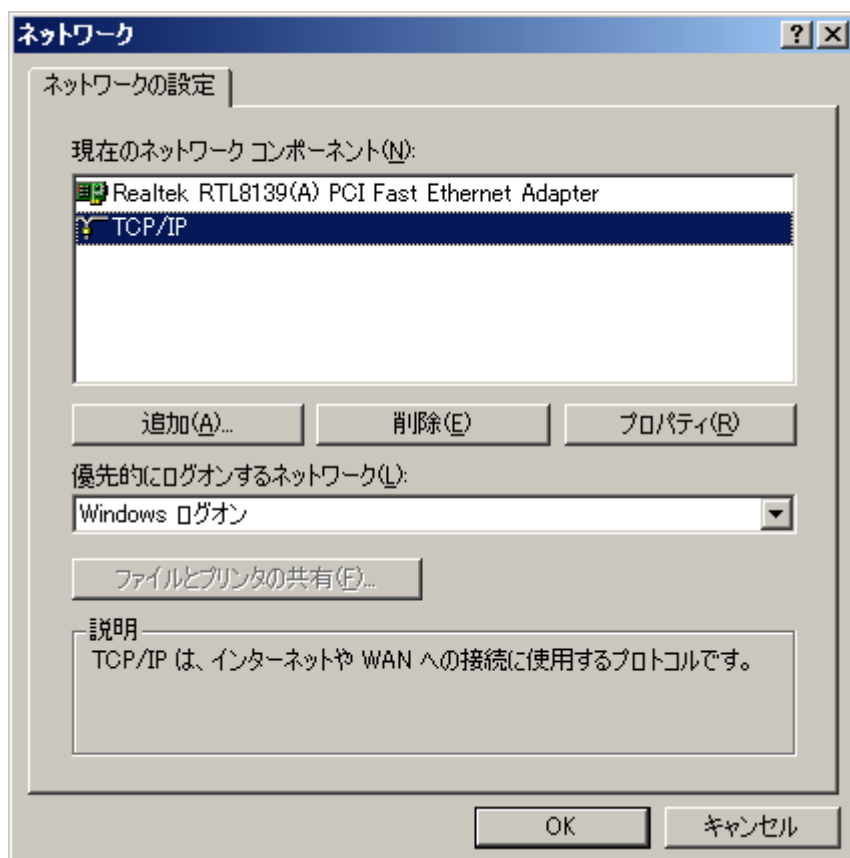 ネットワーク
ネットワークの設定
現在のネットワーク コンポーネント(N):
Realtek RTL8139(A) PCI Fast Ethernet Adapter
TCP/IP
追加(A)... 削除(E) プロパティ(R)
優先的にログオンするネットワーク(L):
Windows ログオン
ファイルとプリンタの共有(F)...
説明
TCP/IP は、インターネットや WAN への接続に使用するプロトコルです。
OK キャンセル